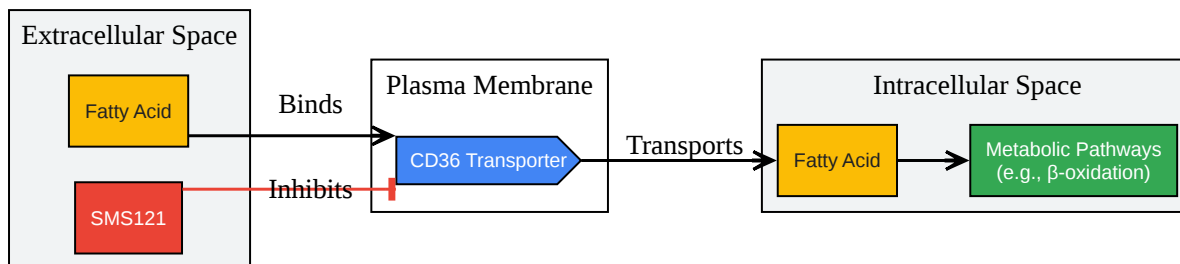 Extracellular Space
Fatty Acid
SMS121
Binds
Inhibits
Plasma Membrane
CD36 Transporter
Transports
Intracellular Space
Fatty Acid
Metabolic Pathways
(e.g., β-oxidation)